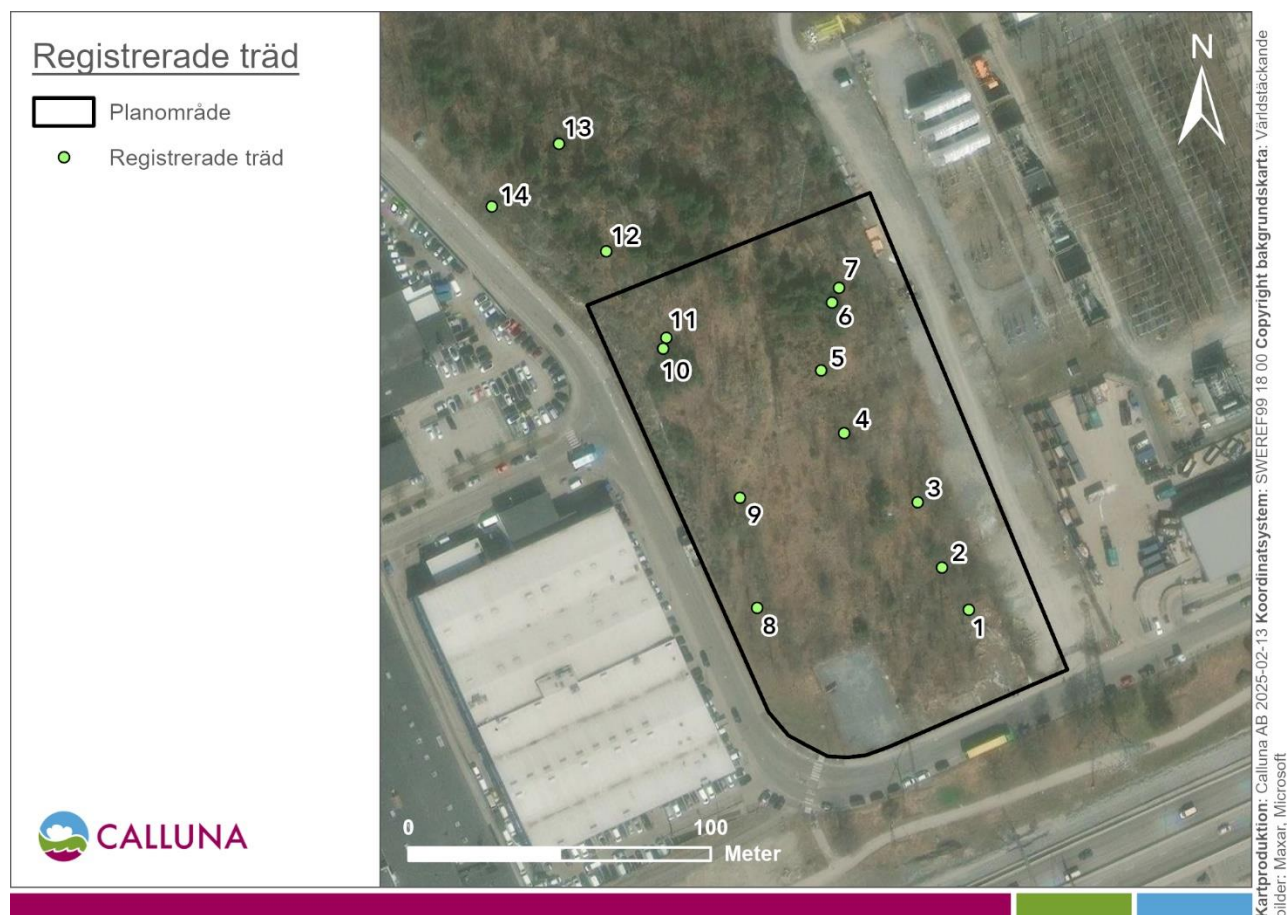 Registrerade träd
Planområde
Registrerade träd
N
13
14
12
7
6
11
10
5
4
3
9
2
8
1
0 100
Meter
CALLUNA
Kartproduktion: Calluna AB 2025-02-13 Koordinatsystem: SWEREF99 18 00 Copyright bakgrundskarta: Världstäckande
bilder: Maxar, Microsoft